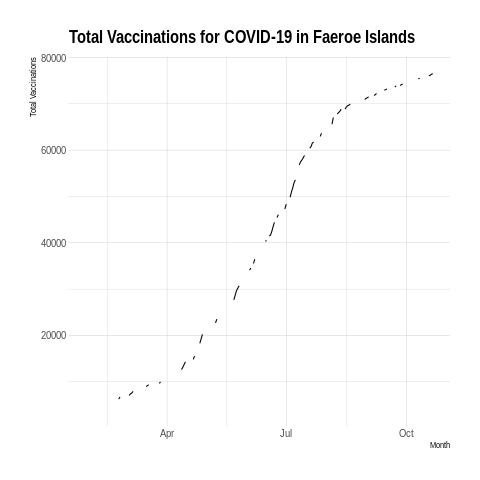 Total Vaccinations for COVID-19 in Faeroe Islands
Total Vaccinations
80000
60000
40000
20000
Apr Jul Oct
Month